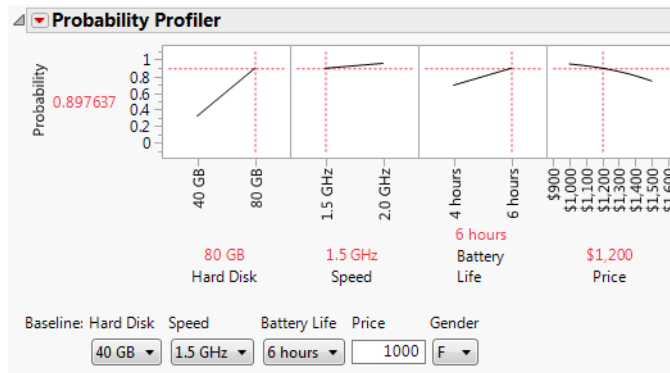 Probability Profiler
Probability
0.897637
1
0.8
0.6
0.4
0.2
0
40 GB
80 GB
1.5 GHz
2.0 GHz
4 hours
6 hours
$900
$1,000
$1,100
$1,200
$1,300
$1,400
$1,500
$1,600
80 GB
Hard Disk
1.5 GHz
Speed
6 hours
Battery
Life
$1,200
Price
Baseline: Hard Disk Speed Battery Life Price Gender
40 GB 1.5 GHz 6 hours 1000 F